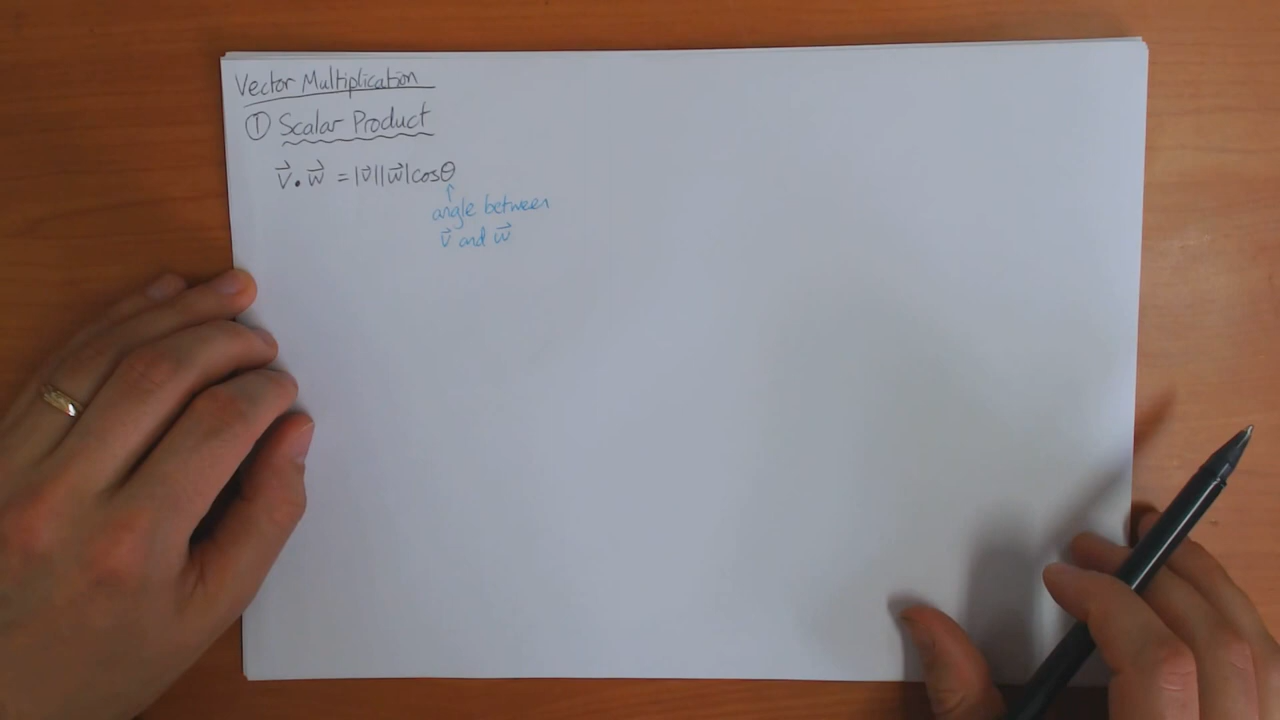 Vector Multiplication
① Scalar Product
v⃗ . w⃗ = |v⃗||w⃗|cosθ
↑
angle between
v⃗ and w⃗